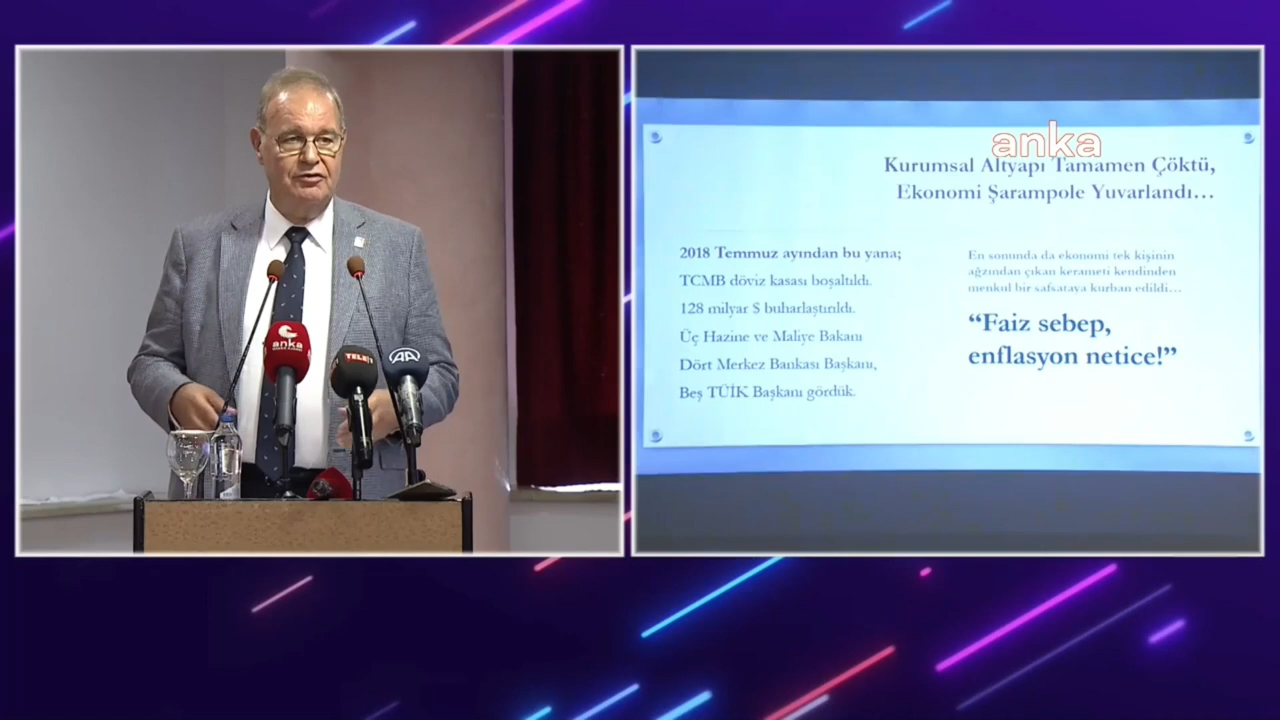 anka
TELE1
AA
anka
Kurumsal Altyapı Tamamen Çöktü,
Ekonomi Şarampole Yuvarlandı…
2018 Temmuz ayından bu yana;
TCMB döviz kasası boşaltıldı.
128 milyar $ buharlaştırıldı.
Üç Hazine ve Maliye Bakanı
Dört Merkez Bankası Başkanı,
Beş TÜİK Başkanı gördük.
En sonunda da ekonomi tek kişinin
ağzından çıkan kerameti kendinden
menkul bir safsataya kurban edildi…
“Faiz sebep,
enflasyon netice!”